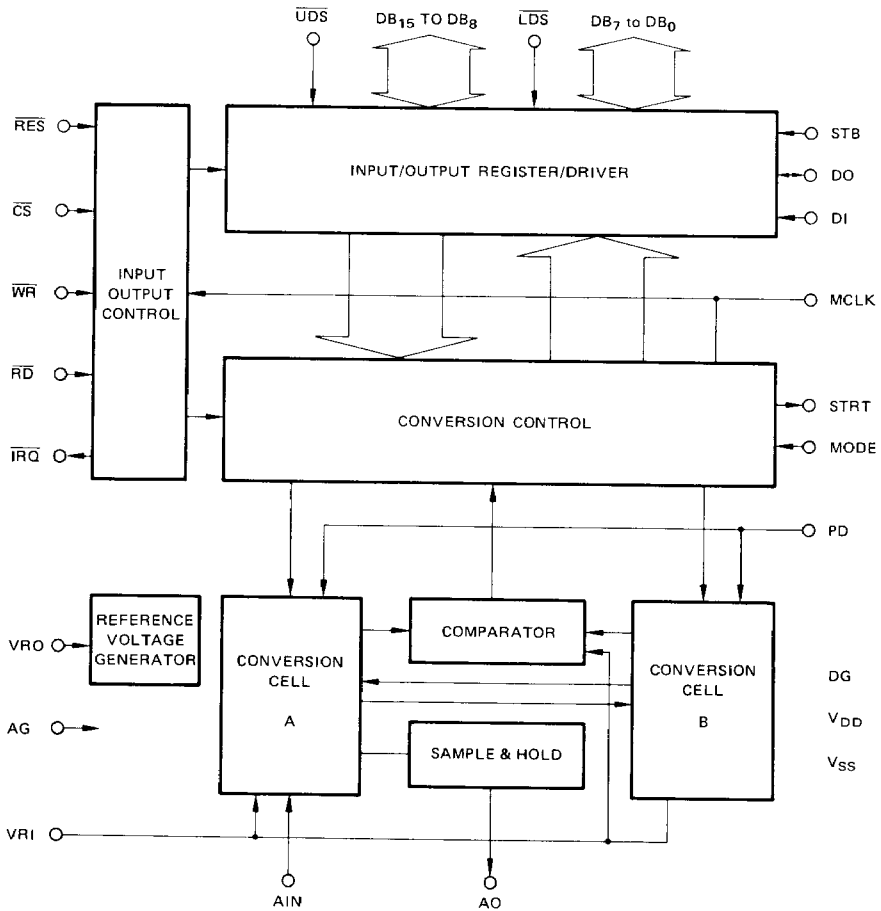 UDS
DB15 TO DB8
LDS
DB7 to DB0
RES
CS
WR
RD
IRQ
INPUT
OUTPUT
CONTROL
INPUT/OUTPUT REGISTER/DRIVER
STB
DO
DI
MCLK
CONVERSION CONTROL
STRT
MODE
PD
VRO
REFERENCE
VOLTAGE
GENERATOR
AG
VRI
CONVERSION
CELL
A
COMPARATOR
SAMPLE & HOLD
CONVERSION
CELL
B
DG
VDD
VSS
AIN
AO